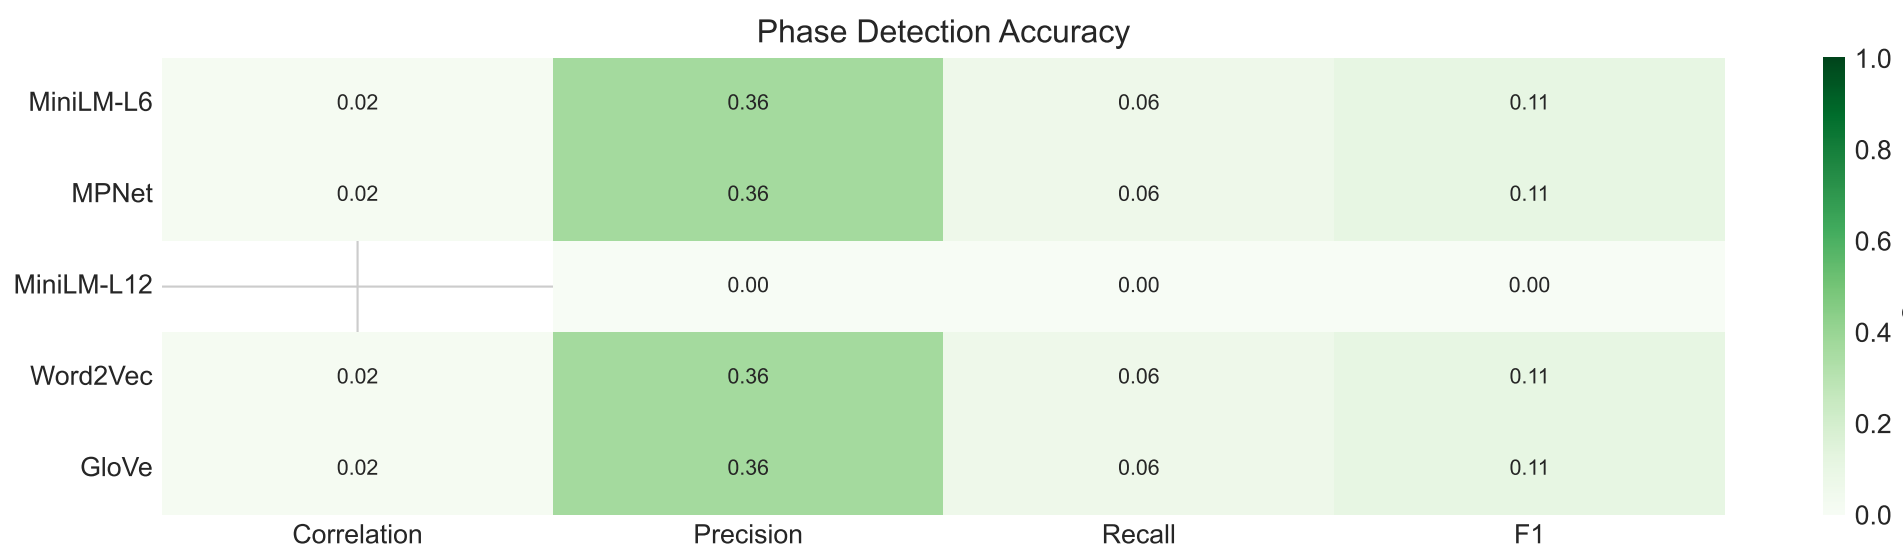 Phase Detection Accuracy
MiniLM-L6 0.02 0.36 0.06 0.11
MPNet 0.02 0.36 0.06 0.11
MiniLM-L12 0.00 0.00 0.00
Word2Vec 0.02 0.36 0.06 0.11
GloVe 0.02 0.36 0.06 0.11
Correlation Precision Recall F1
1.0
0.8
0.6
0.4
0.2
0.0